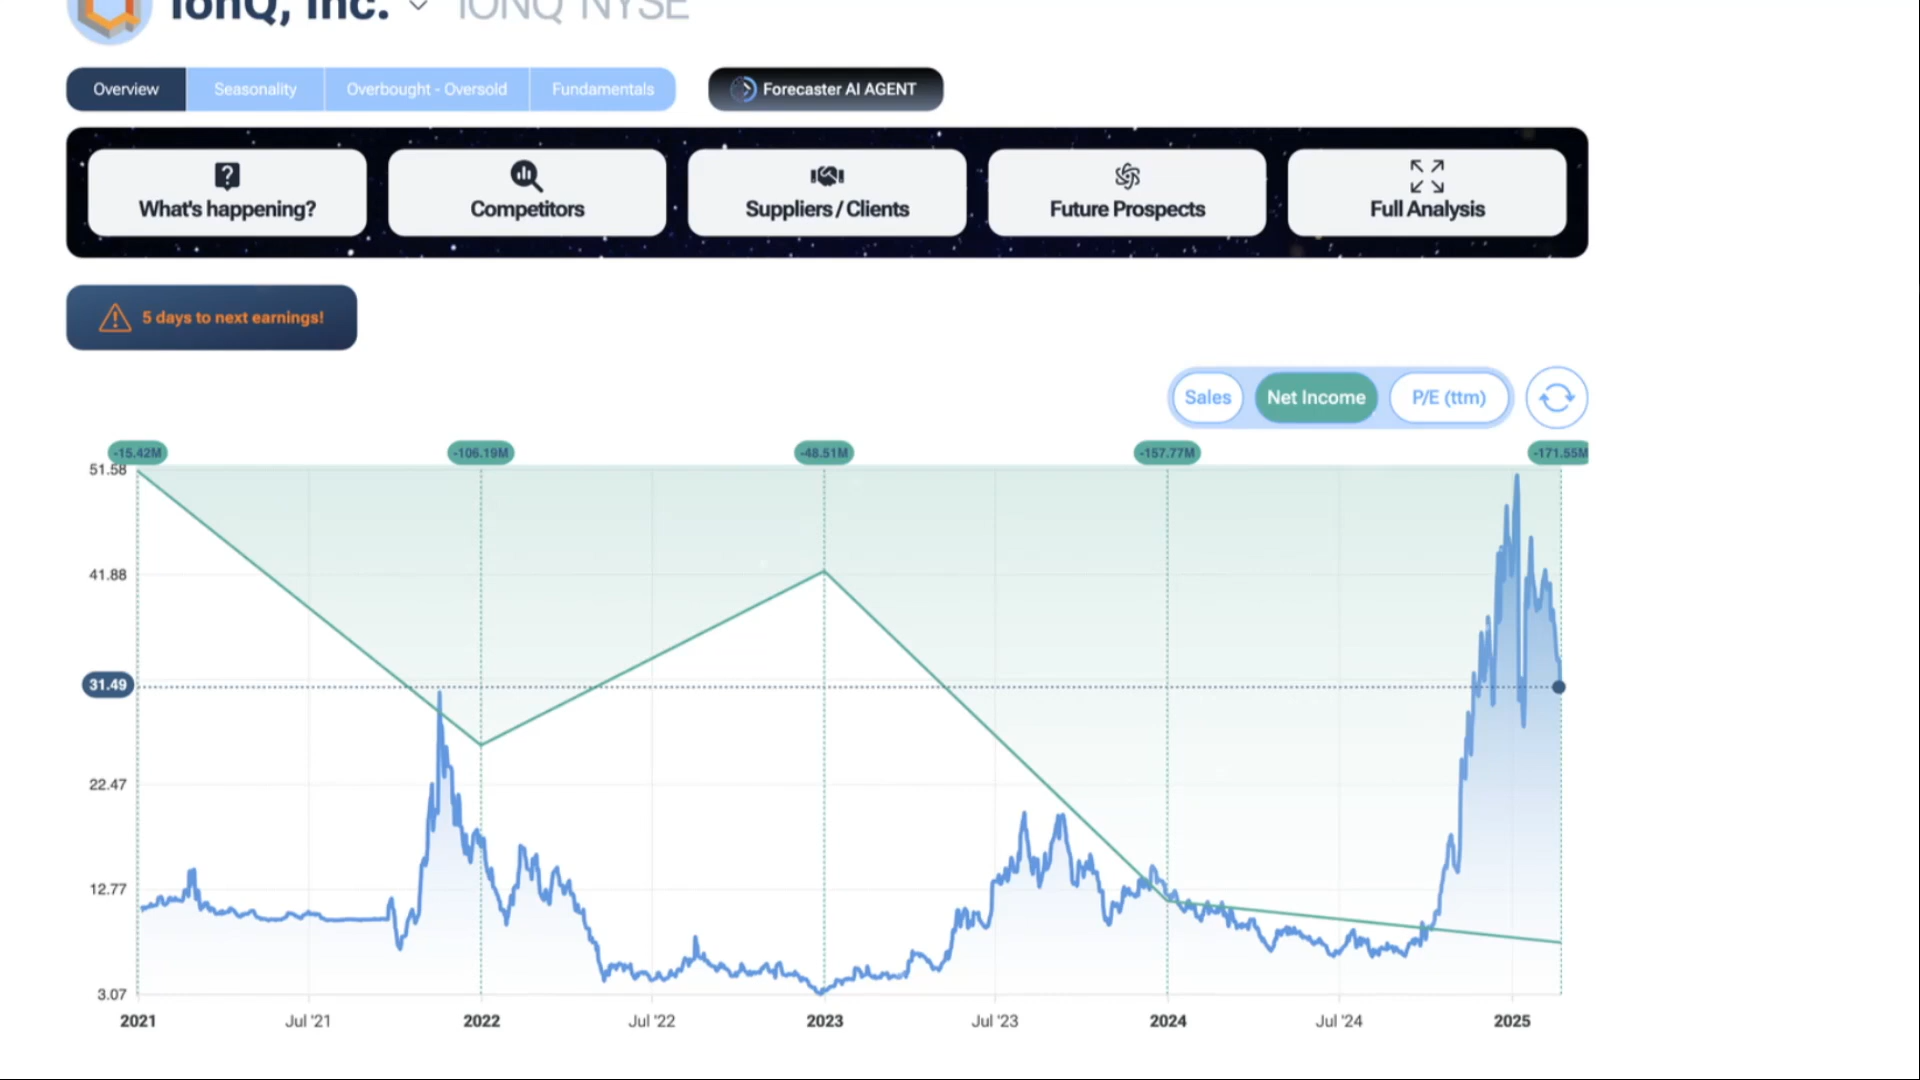 IonQ, Inc. IONQ NYSE
Overview Seasonality Overbought - Oversold Fundamentals Forecaster AI AGENT
What's happening? Competitors Suppliers / Clients Future Prospects Full Analysis
5 days to next earnings!
Sales Net Income P/E (ttm)
-15.42M -106.19M -48.51M -157.77M -171.55M
51.58
41.88
31.49
22.47
12.77
3.07
2021 Jul '21 2022 Jul '22 2023 Jul '23 2024 Jul '24 2025